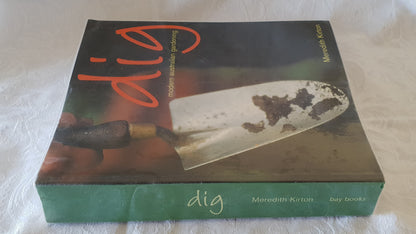 dig
modern australian gardening
Meredith Kirton
dig Meredith Kirton bay books